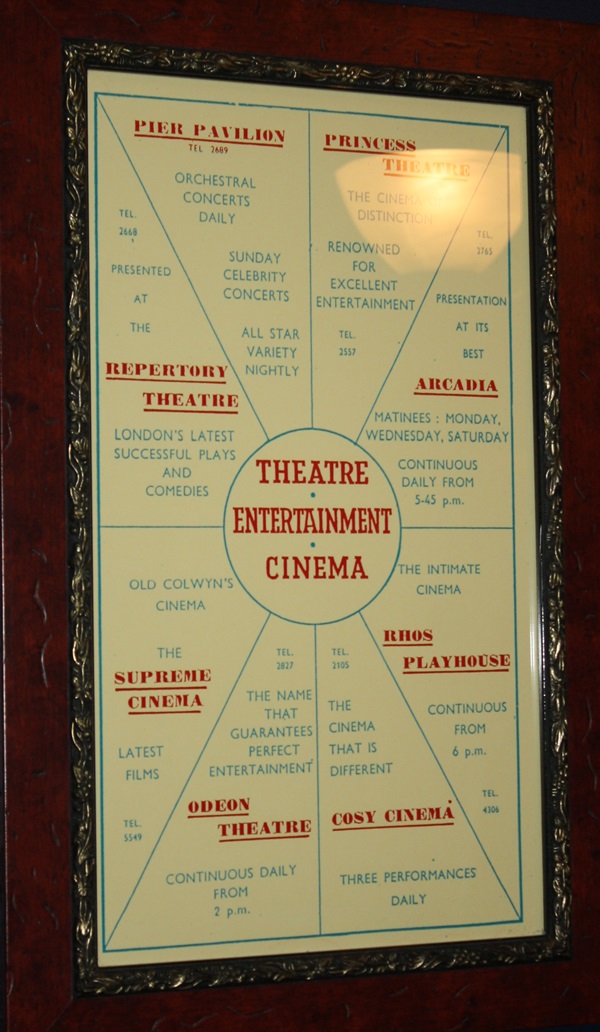 PIER PAVILION
TEL 2689
ORCHESTRAL
CONCERTS
DAILY
SUNDAY
CELEBRITY
CONCERTS
ALL STAR
VARIETY
NIGHTLY
PRINCESS
THEATRE
THE CINEMA
DISTINCTION
RENOWNED
FOR
EXCELLENT
ENTERTAINMENT
TEL.
2557
TEL.
2668
PRESENTED
AT
THE
REPERTORY
THEATRE
LONDON'S LATEST
SUCCESSFUL PLAYS
AND
COMEDIES
TEL.
2765
PRESENTATION
AT ITS
BEST
ARCADIA
MATINEES : MONDAY,
WEDNESDAY, SATURDAY
CONTINUOUS
DAILY FROM
5-45 p.m.
THEATRE
·
ENTERTAINMENT
·
CINEMA
OLD COLWYN'S
CINEMA
THE
SUPREME
CINEMA
LATEST
FILMS
TEL.
5549
TEL.
2827
THE NAME
THAT
GUARANTEES
PERFECT
ENTERTAINMENT
ODEON
THEATRE
CONTINUOUS DAILY
FROM
2 p.m.
TEL.
2105
THE
CINEMA
THAT IS
DIFFERENT
COSY CINEMA
THREE PERFORMANCES
DAILY
THE INTIMATE
CINEMA
RHOS
PLAYHOUSE
CONTINUOUS
FROM
6 p.m.
TEL.
4306